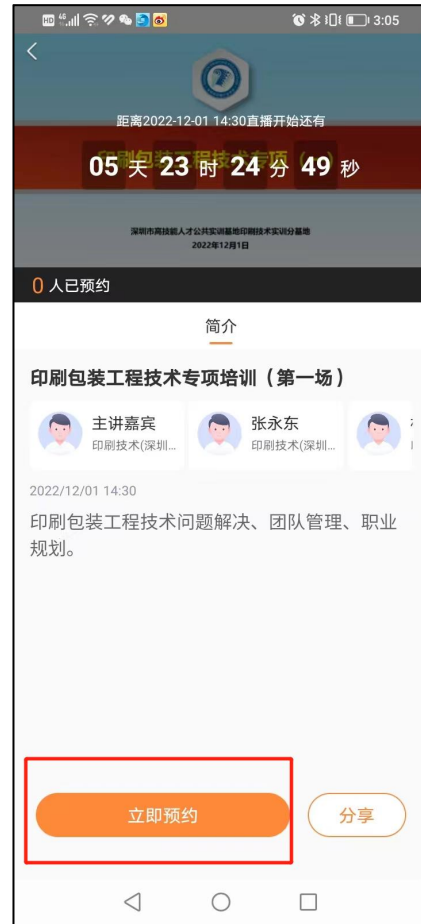 HD 46 3:05
距离2022-12-01 14:30直播开始还有
05 天 23 时 24 分 49 秒
深圳市高技能人才公共实训基地印刷技术实训分基地
2022年12月1日
0 人已预约
简介
印刷包装工程技术专项培训（第一场）
主讲嘉宾
印刷技术(深圳...
张永东
印刷技术(深圳...
2022/12/01 14:30
印刷包装工程技术问题解决、团队管理、职业
规划。
立即预约
分享